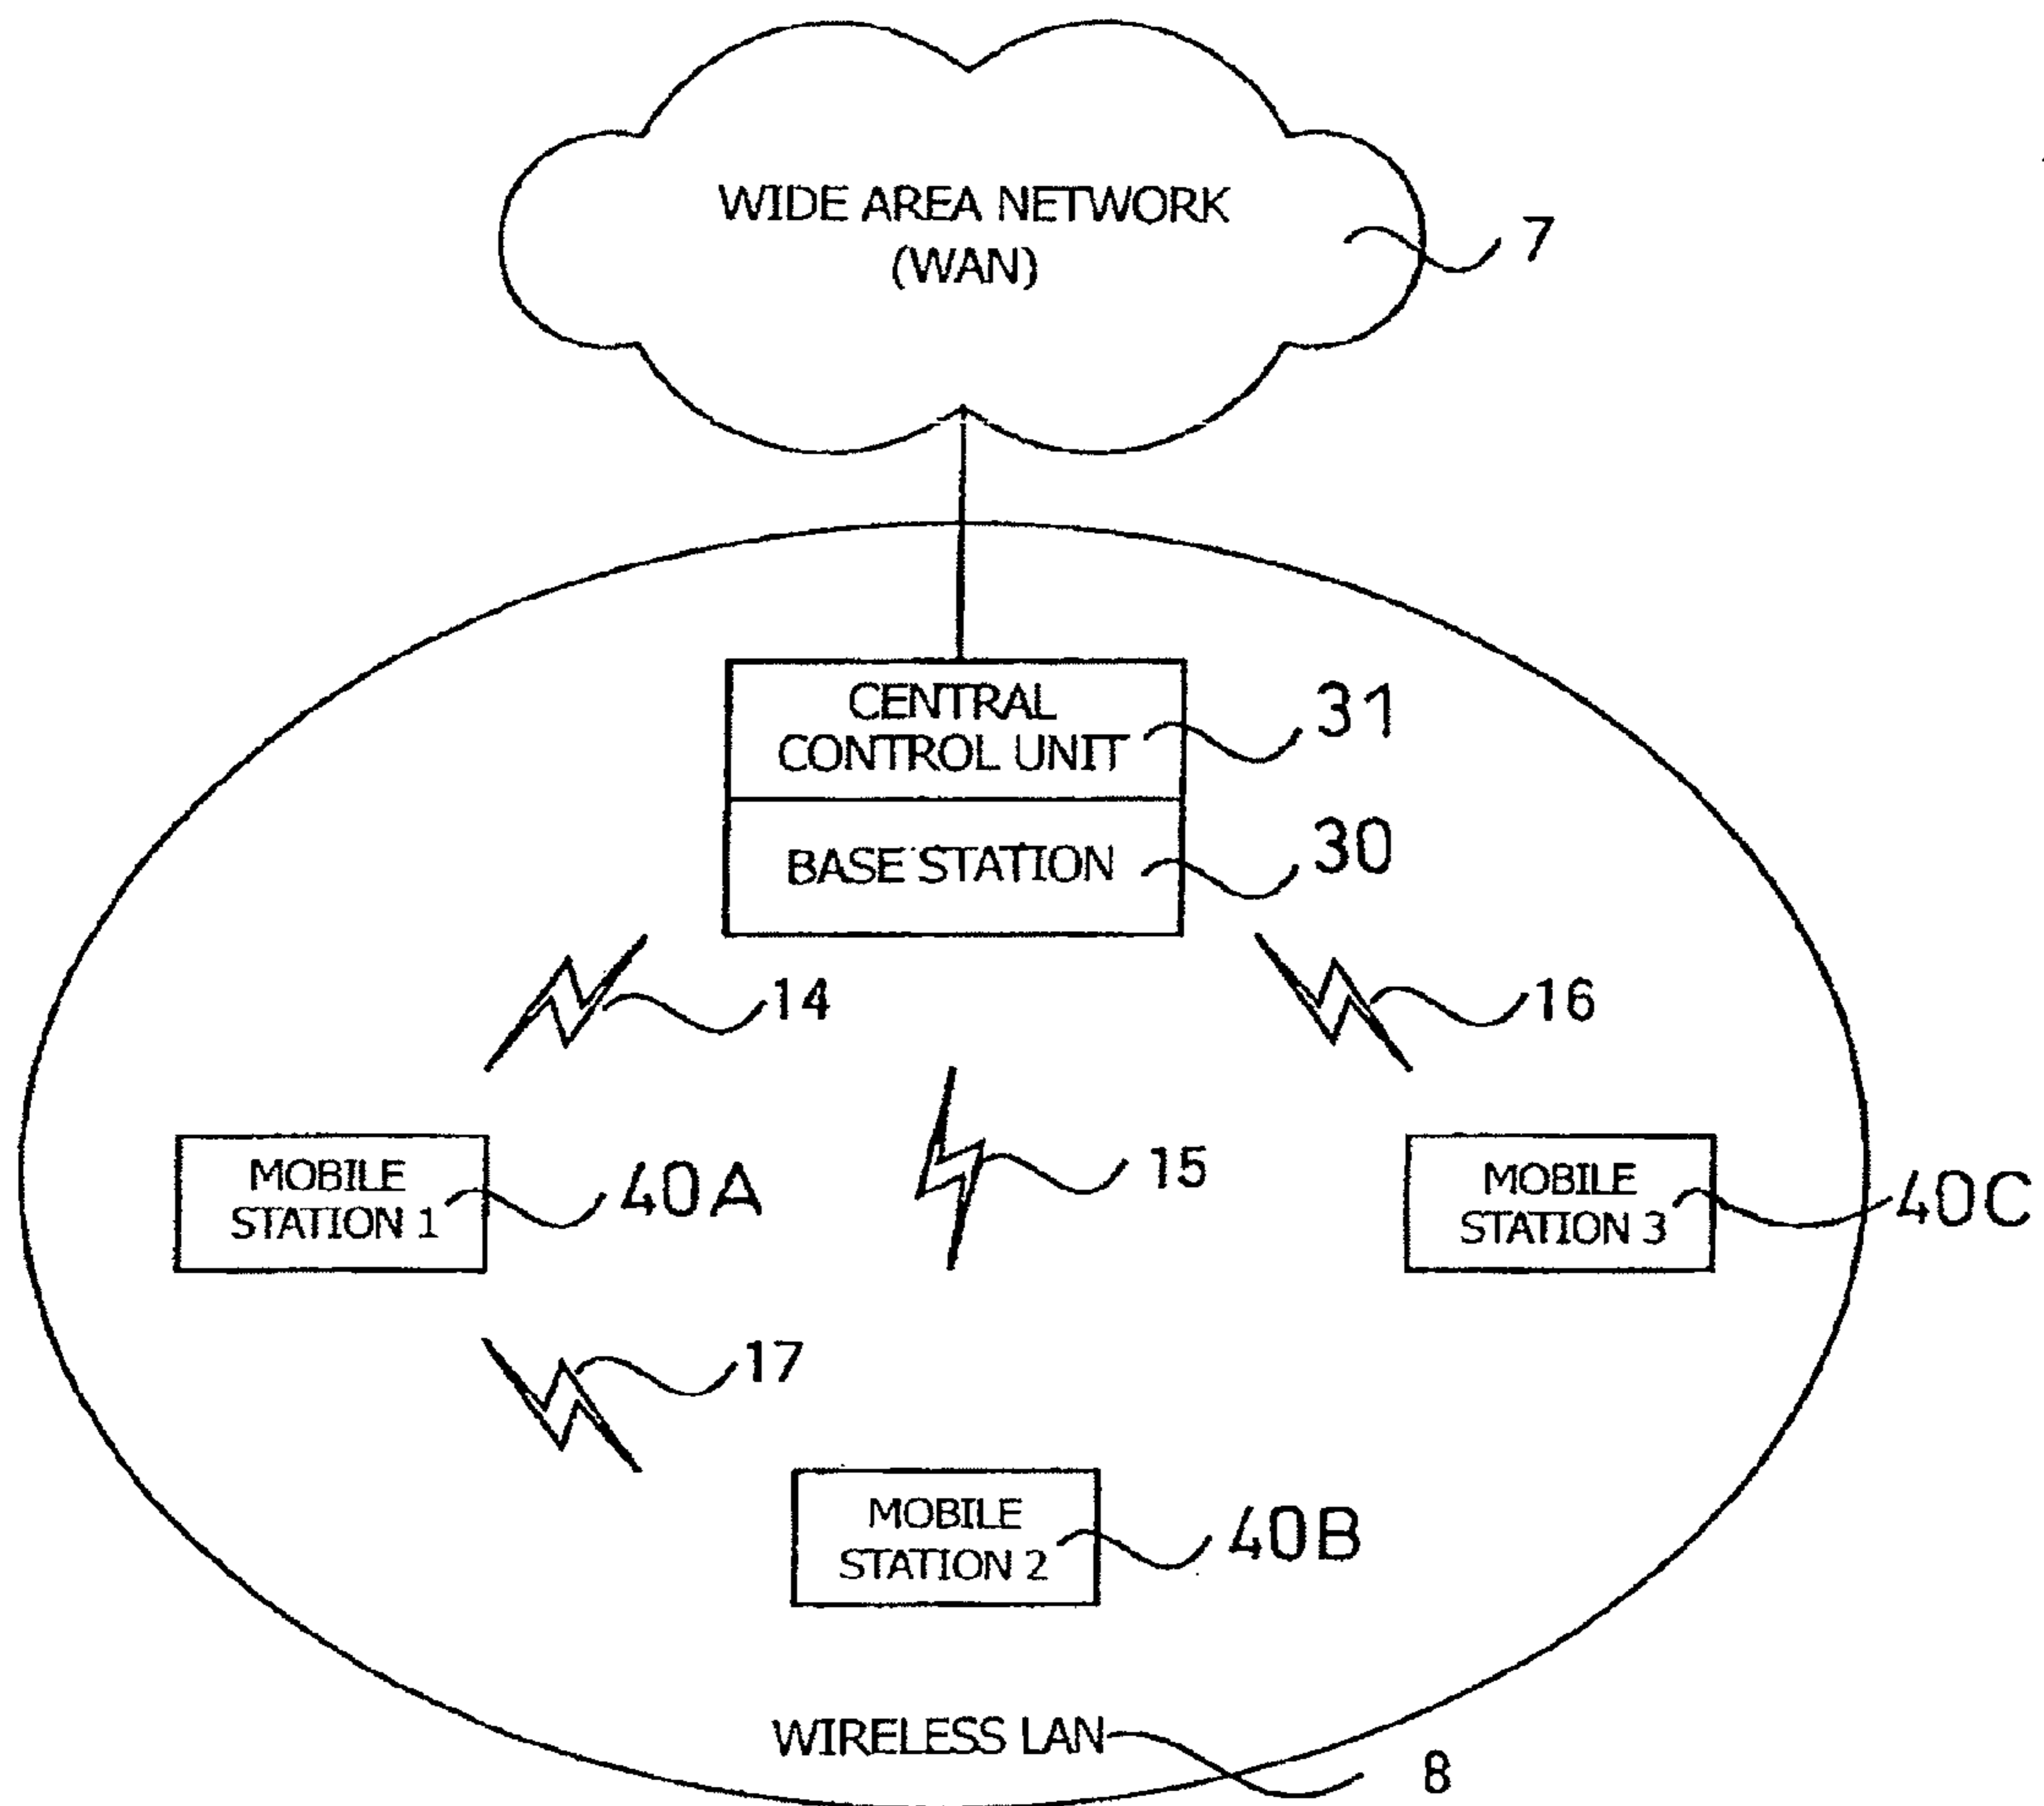 WIDE AREA NETWORK
(WAN)
7
CENTRAL
CONTROL UNIT
31
BASE STATION
30
14
16
15
MOBILE
STATION 1
40A
MOBILE
STATION 3
40C
17
MOBILE
STATION 2
40B
WIRELESS LAN
8